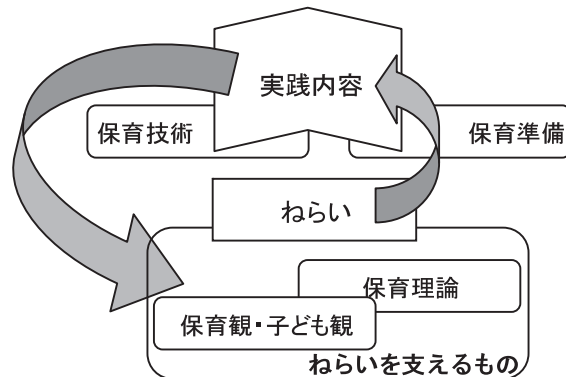 実践内容
保育技術
保育準備
ねらい
保育理論
保育観・子ども観
ねらいを支えるもの